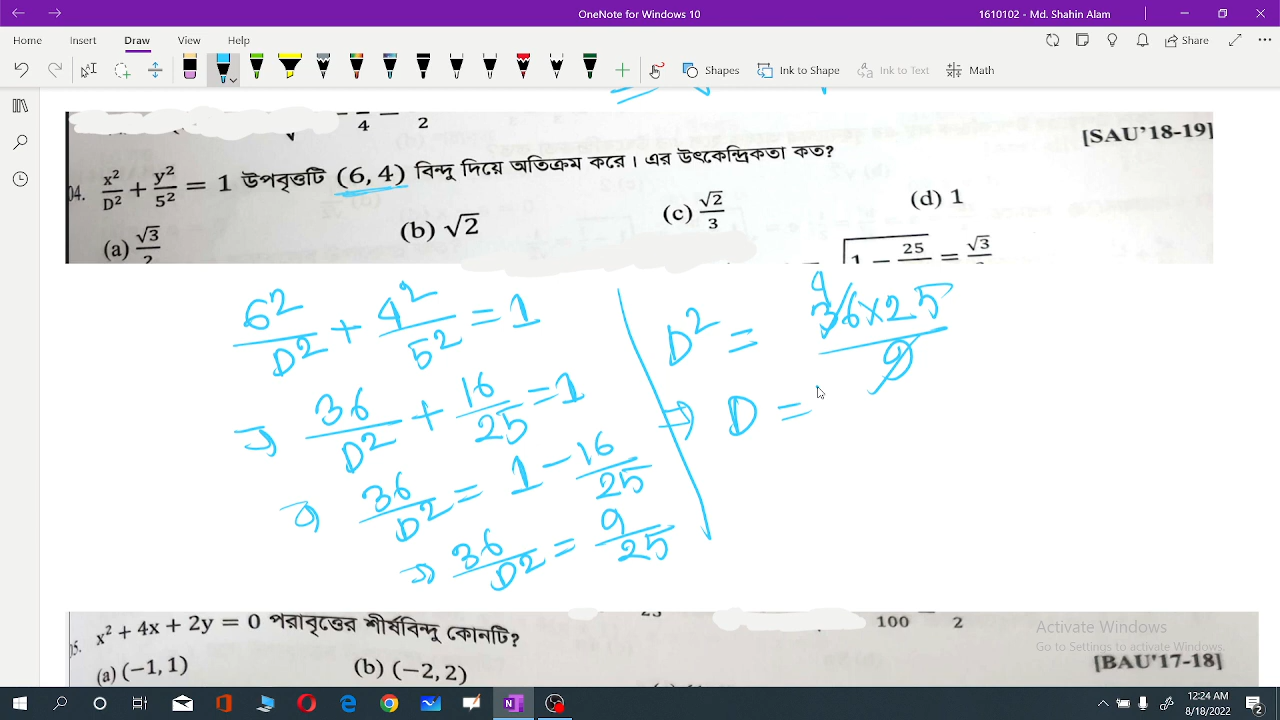 OneNote for Windows 10
1610102 - Md. Shahin Alam
Home Insert Draw View Help
Share
Shapes Ink to Shape Ink to Text Math
4 2
[SAU'18-19]
04. x²/D² + y²/5² = 1 উপবৃত্তটি (6, 4) বিন্দু দিয়ে অতিক্রম করে। এর উৎকেন্দ্রিকতা কত?
(a) √3/2 (b) √2 (c) √2/3 (d) 1
√1 − 25 = √3
6²/D² + 4²/5² = 1
⇒ 36/D² + 16/25 = 1
⇒ 36/D² = 1 − 16/25
⇒ 36/D² = 9/25
D² = 4 36×25/9
⇒ D =
100 2
05. x² + 4x + 2y = 0 পরাবৃত্তের শীর্ষবিন্দু কোনটি?
[BAU'17-18]
(a) (−1, 1) (b) (−2, 2)
Activate Windows
Go to Settings to activate Windows.
12:24 AM
8/18/2022